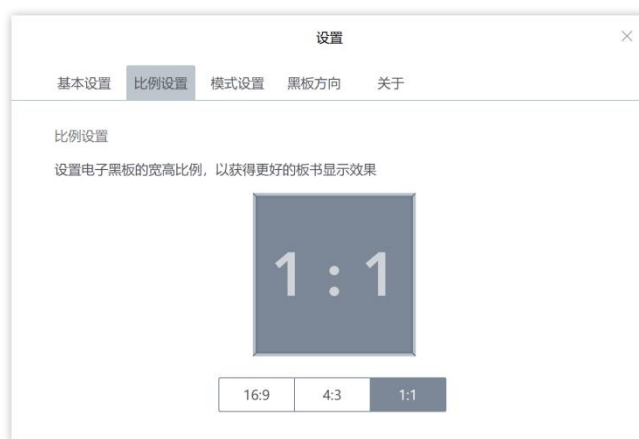 设置
基本设置 比例设置 模式设置 黑板方向 关于
比例设置
设置电子黑板的宽高比例，以获得更好的板书显示效果
1 : 1
16:9 4:3 1:1